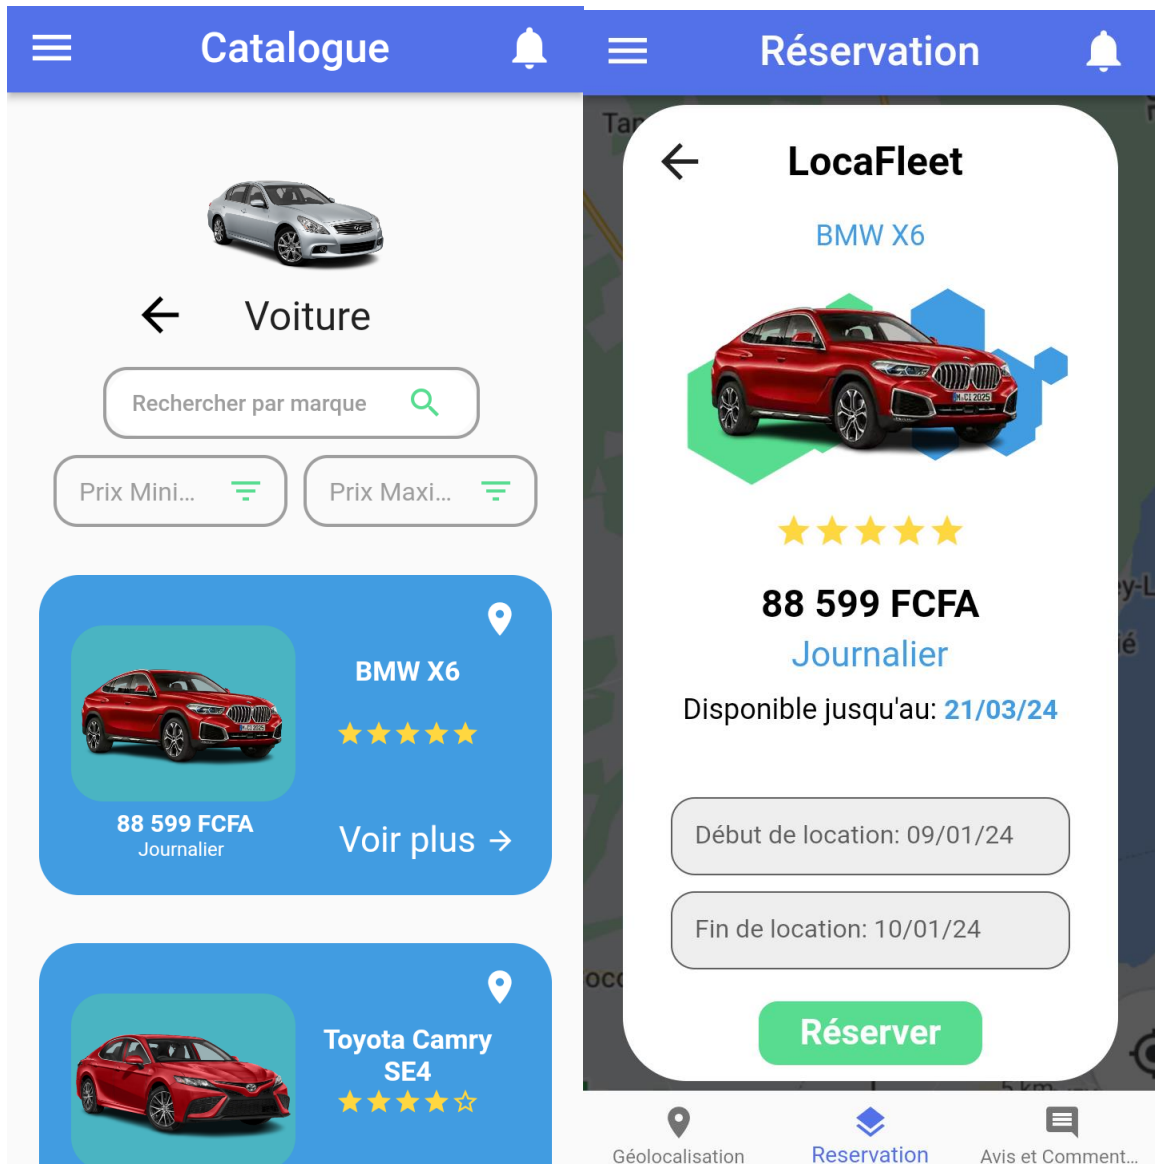 Catalogue
Voiture
Rechercher par marque
Prix Mini...
Prix Maxi...
BMW X6
88 599 FCFA
Journalier
Voir plus
Toyota Camry
SE4
Réservation
LocaFleet
BMW X6
88 599 FCFA
Journalier
Disponible jusqu'au: 21/03/24
Début de location: 09/01/24
Fin de location: 10/01/24
Réserver
5 km
Géolocalisation
Reservation
Avis et Comment...